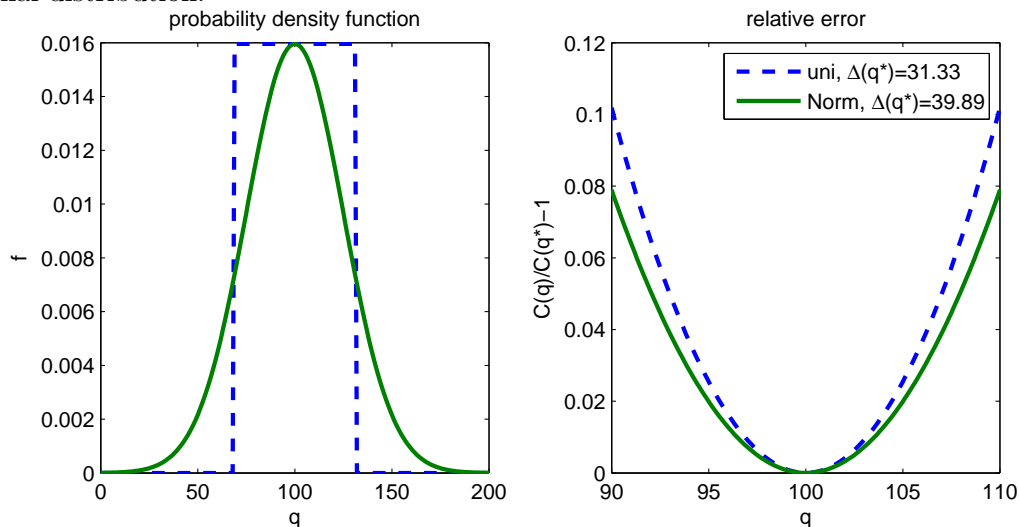 nal distribution.
probability density function
0.016
0.014
0.012
0.01
0.008
0.006
0.004
0.002
0
f
0
50
100
150
200
q
relative error
0.12
0.1
0.08
0.06
0.04
0.02
0
C(q)/C(q*)−1
uni, Δ(q*)=31.33
Norm, Δ(q*)=39.89
90
95
100
105
110
q